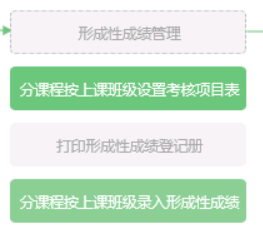 形成性成绩管理
分课程按上课班级设置考核项目表
打印形成性成绩登记册
分课程按上课班级录入形成性成绩